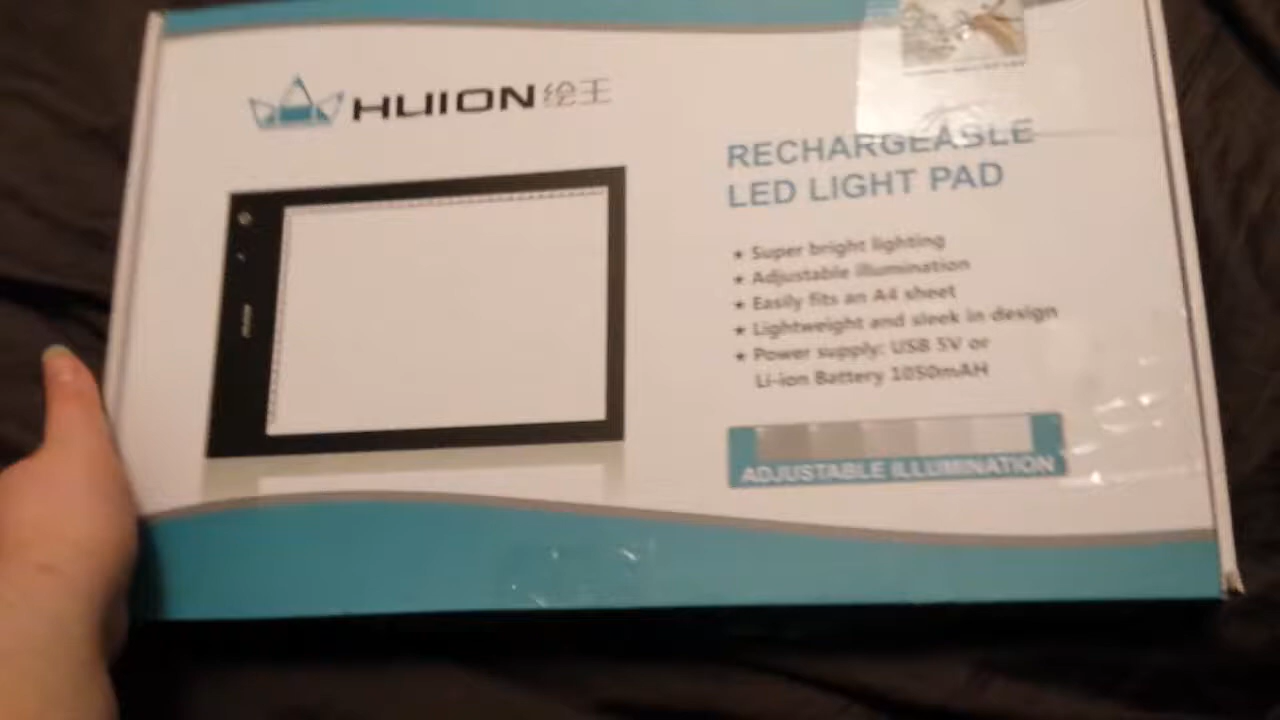 HUION 绘王
RECHARGEABLE
LED LIGHT PAD
★ Super bright lighting
★ Adjustable illumination
★ Easily fits an A4 sheet
★ Lightweight and sleek in design
★ Power supply: USB 5V or
Li-ion Battery 1050mAH
ADJUSTABLE ILLUMINATION